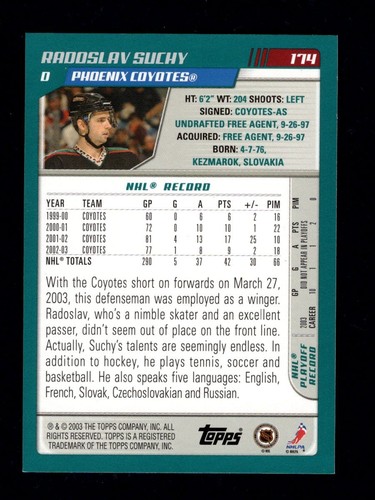 RADOSLAV SUCHY 174
D PHOENIX COYOTES®
HT: 6'2" WT: 204 SHOOTS: LEFT
SIGNED: COYOTES-AS
UNDRAFTED FREE AGENT, 9-26-97
ACQUIRED: FREE AGENT, 9-26-97
BORN: 4-7-76,
KEZMAROK, SLOVAKIA
NHL® RECORD
YEAR TEAM GP G A PTS +/- PIM
1999-00 COYOTES 60 0 6 6 2 16
2000-01 COYOTES 72 0 10 10 1 22
2001-02 COYOTES 81 4 13 17 25 10
2002-03 COYOTES 77 1 8 9 2 18
NHL® TOTALS 290 5 37 42 30 66
NHL®
PLAYOFF
RECORD
GP G A PTS PIM
2003 DID NOT APPEAR IN PLAYOFFS
CAREER 10 1 1 2 0
With the Coyotes short on forwards on March 27,
2003, this defenseman was employed as a winger.
Radoslav, who's a nimble skater and an excellent
passer, didn't seem out of place on the front line.
Actually, Suchy's talents are seemingly endless. In
addition to hockey, he plays tennis, soccer and
basketball. He also speaks five languages: English,
French, Slovak, Czechoslovakian and Russian.
® & © 2003 THE TOPPS COMPANY, INC. ALL
RIGHTS RESERVED. TOPPS IS A REGISTERED
TRADEMARK OF THE TOPPS COMPANY, INC.
Topps
NHL
NHLPA